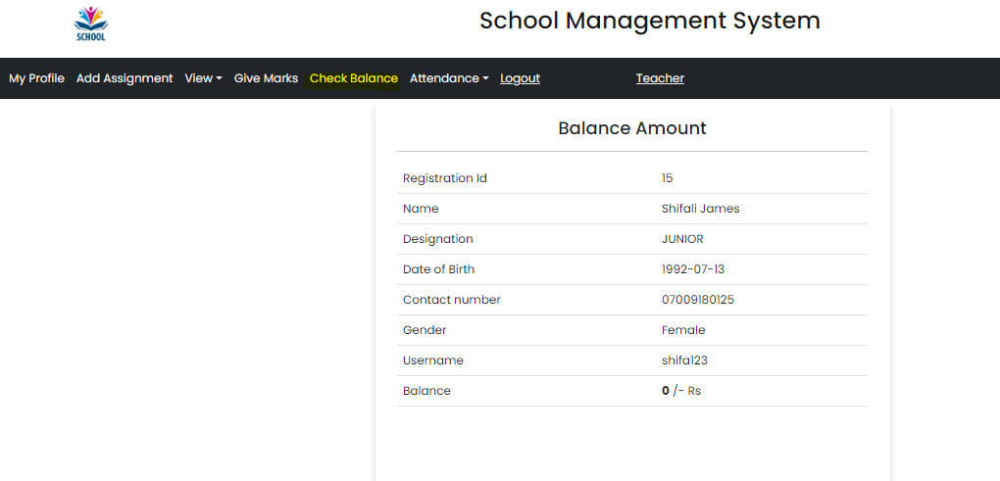 SCHOOL
School Management System
My Profile Add Assignment View Give Marks Check Balance Attendance Logout Teacher
Balance Amount
Registration Id 15
Name Shifali James
Designation JUNIOR
Date of Birth 1992-07-13
Contact number 07009180125
Gender Female
Username shifa123
Balance 0 /- Rs